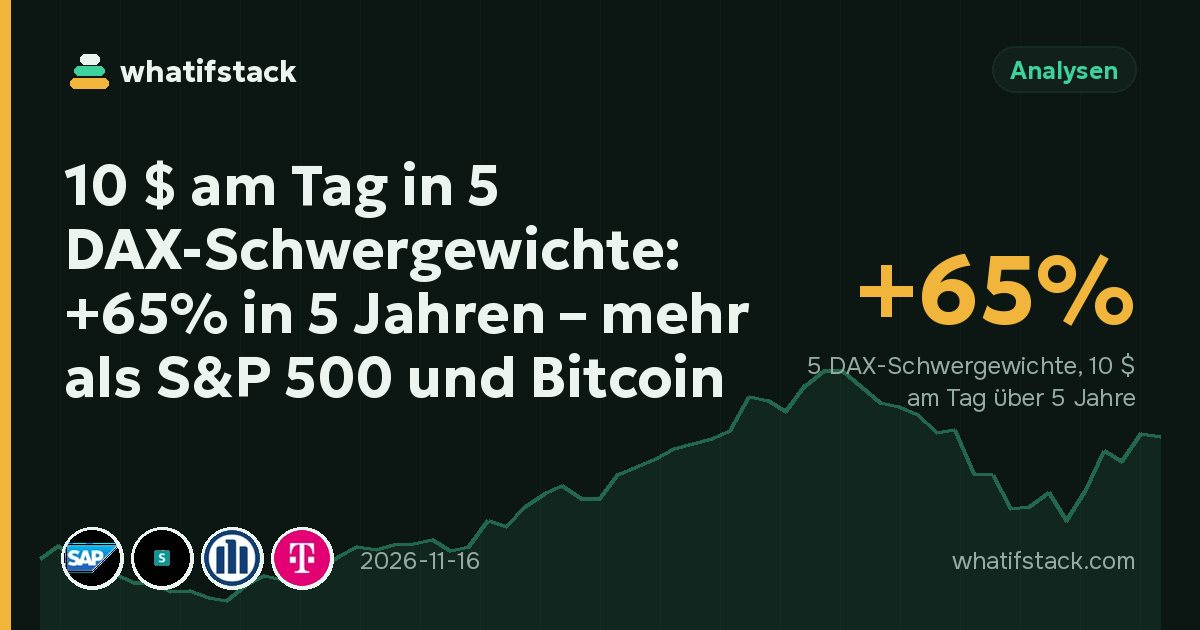 whatifstack
Analysen
10 $ am Tag in 5
DAX-Schwergewichte:
+65% in 5 Jahren – mehr
als S&P 500 und Bitcoin
+65%
5 DAX-Schwergewichte, 10 $
am Tag über 5 Jahre
SAP
S
T
2026-11-16
whatifstack.com